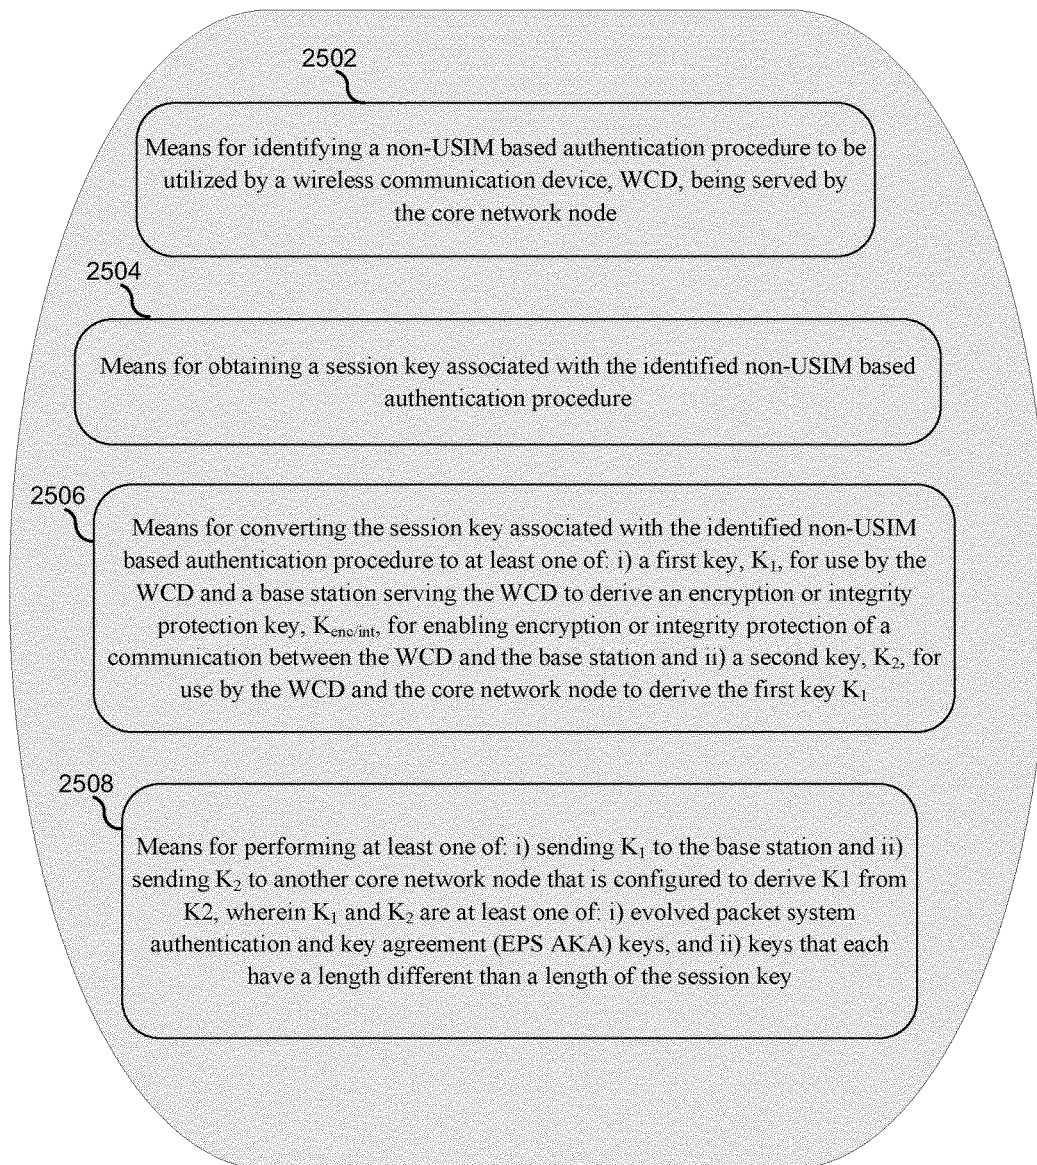 2502
Means for identifying a non-USIM based authentication procedure to be
utilized by a wireless communication device, WCD, being served by
the core network node
2504
Means for obtaining a session key associated with the identified non-USIM based
authentication procedure
2506
Means for converting the session key associated with the identified non-USIM
based authentication procedure to at least one of: i) a first key, K₁, for use by the
WCD and a base station serving the WCD to derive an encryption or integrity
protection key, Kenc/int, for enabling encryption or integrity protection of a
communication between the WCD and the base station and ii) a second key, K₂, for
use by the WCD and the core network node to derive the first key K₁
2508
Means for performing at least one of: i) sending K₁ to the base station and ii)
sending K₂ to another core network node that is configured to derive K1 from
K2, wherein K₁ and K₂ are at least one of: i) evolved packet system
authentication and key agreement (EPS AKA) keys, and ii) keys that each
have a length different than a length of the session key